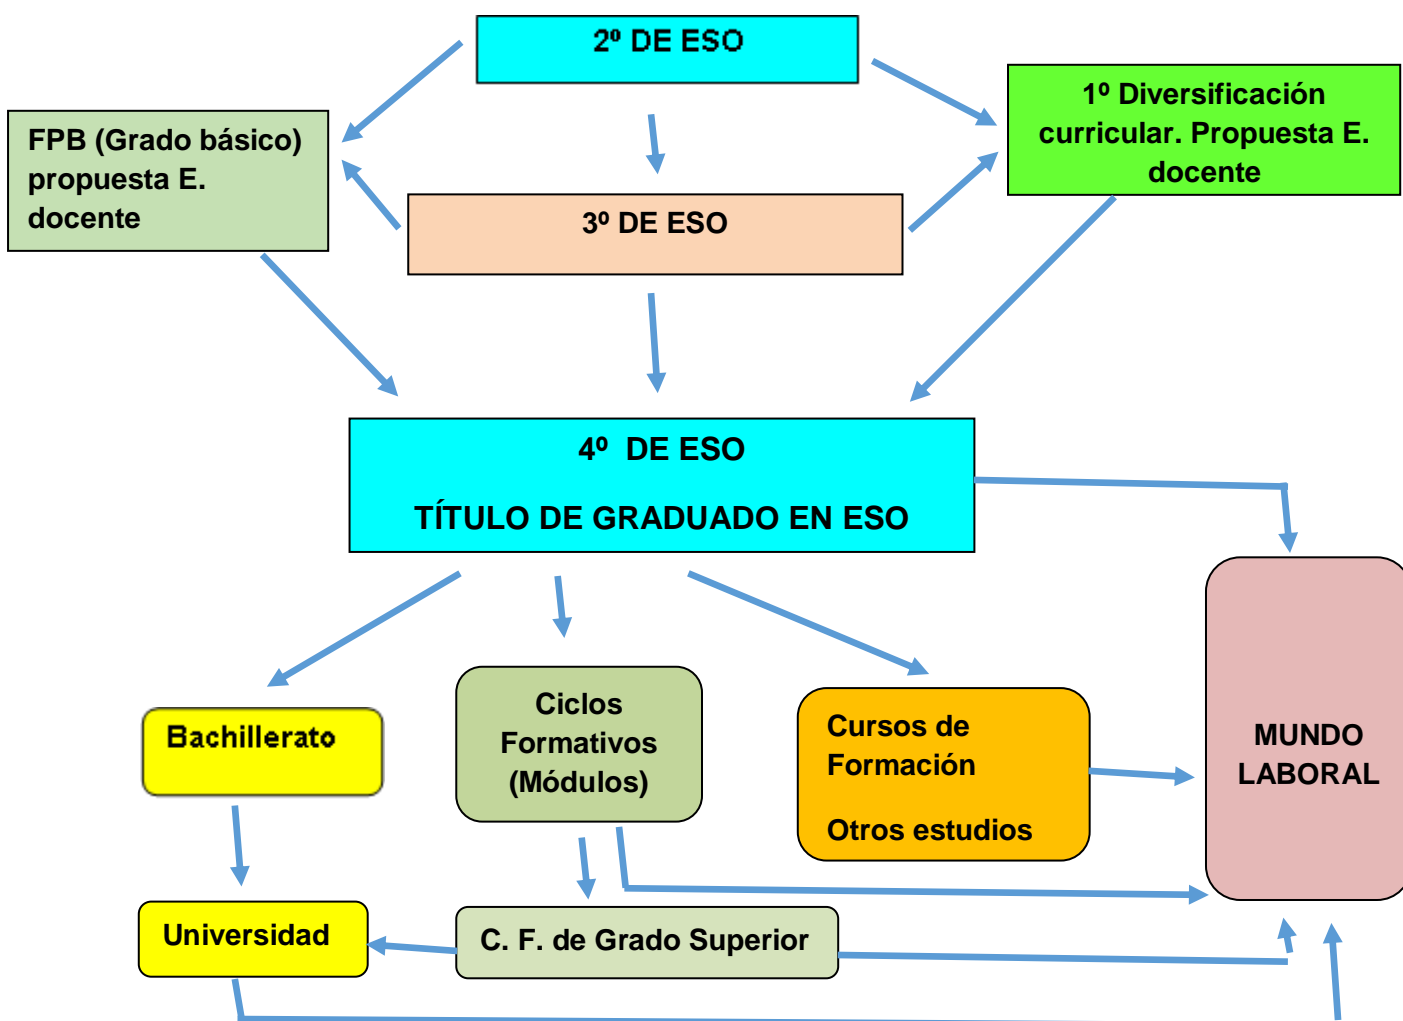 2º DE ESO
1º Diversificación
curricular. Propuesta E.
docente
FPB (Grado básico)
propuesta E.
docente
3º DE ESO
4º DE ESO
TÍTULO DE GRADUADO EN ESO
Bachillerato
Ciclos
Formativos
(Módulos)
Cursos de
Formación
Otros estudios
MUNDO
LABORAL
Universidad
C. F. de Grado Superior